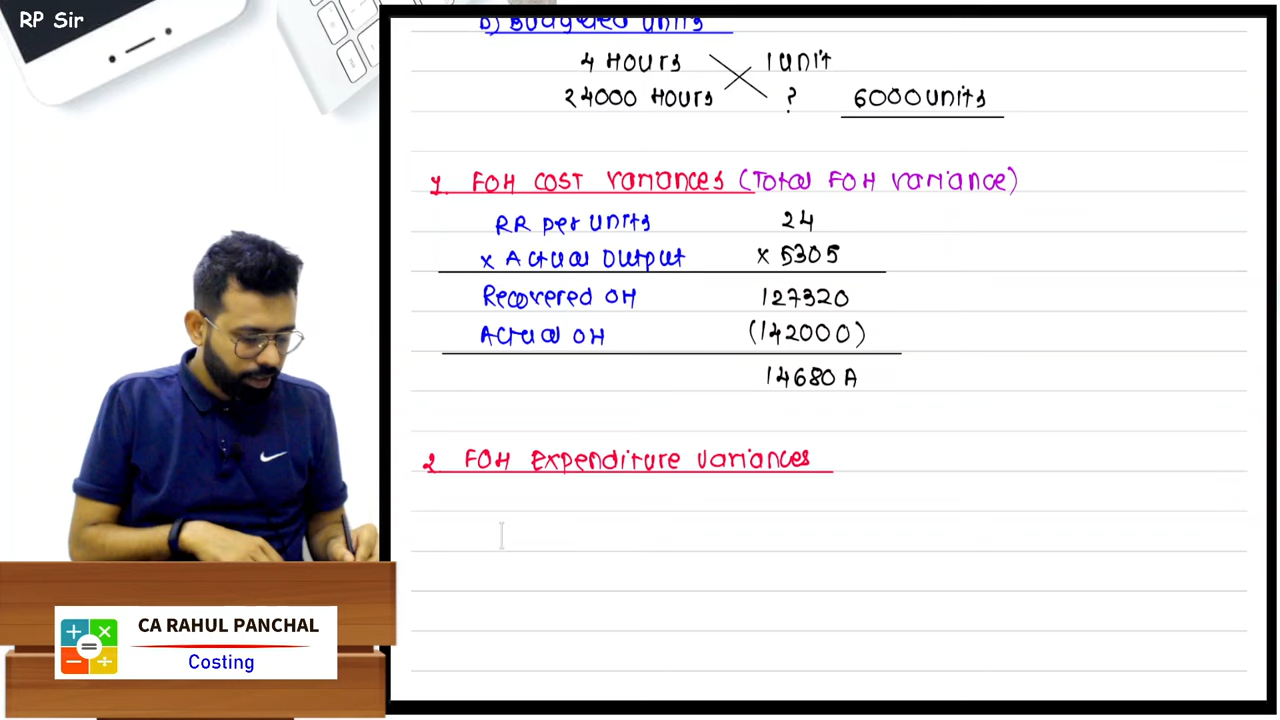 RP Sir
b) Budgeted Units
4 Hours 1 Unit
24000 Hours ? 6000 units
1. FOH COST Variances (Total FOH Variance)
RR per units 24
x Actual Output x 5305
Recovered OH 127320
Actual OH (142000)
14680 A
2 FOH Expenditure Variances
CA RAHUL PANCHAL
Costing